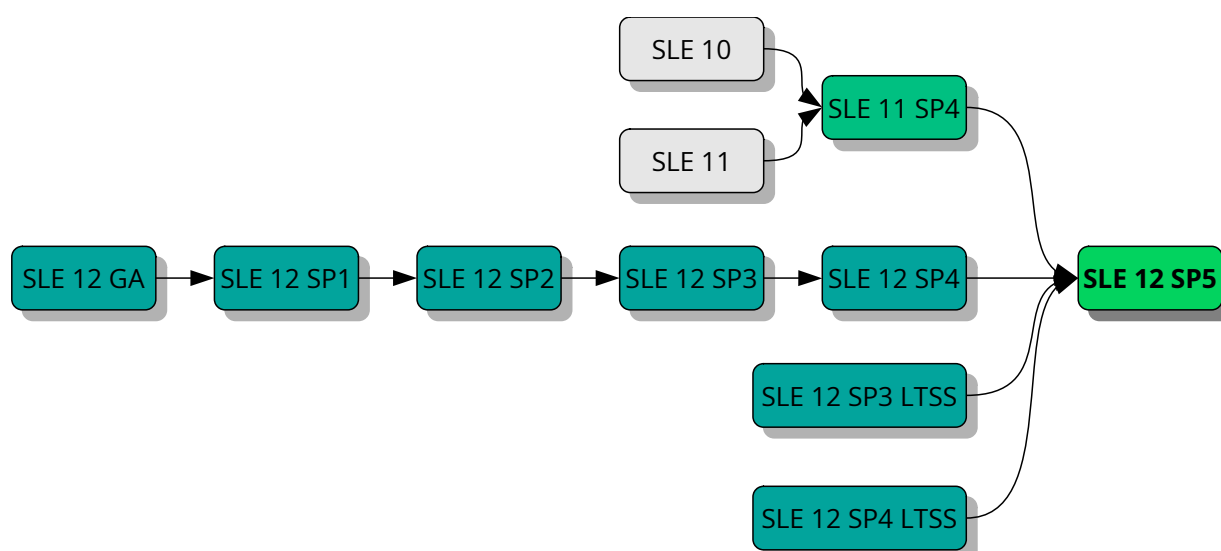 SLE 10
SLE 11 SP4
SLE 11
SLE 12 GA
SLE 12 SP1
SLE 12 SP2
SLE 12 SP3
SLE 12 SP4
SLE 12 SP5
SLE 12 SP3 LTSS
SLE 12 SP4 LTSS